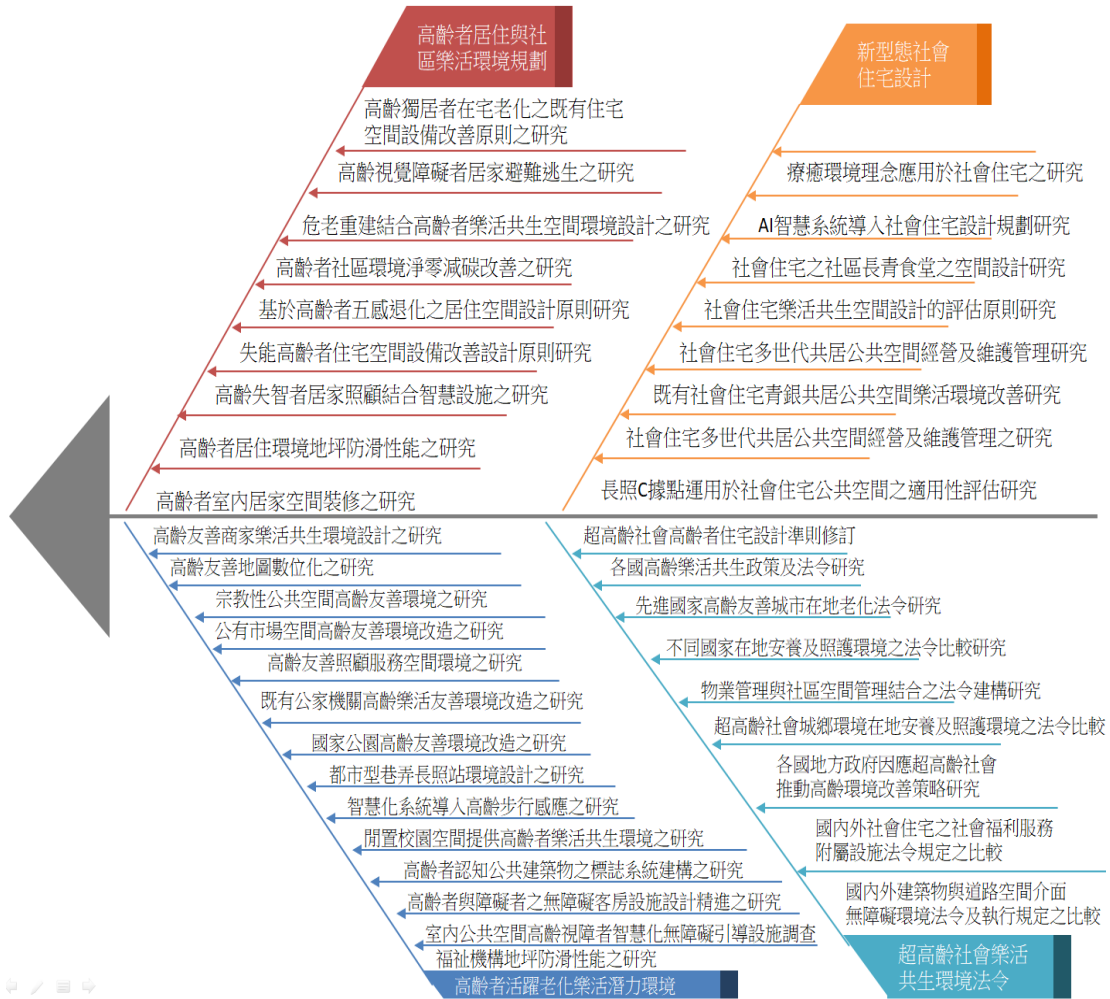 高齡者居住與社
區樂活環境規劃
高齡獨居者在宅老化之既有住宅
空間設備改善原則之研究
高齡視覺障礙者居家避難逃生之研究
危老重建結合高齡者樂活共生空間環境設計之研究
高齡者社區環境淨零減碳改善之研究
基於高齡者五感退化之居住空間設計原則研究
失能高齡者住宅空間設備改善設計原則研究
高齡失智者居家照顧結合智慧設施之研究
高齡者居住環境地坪防滑性能之研究
高齡者室內居家空間裝修之研究
新型態社會
住宅設計
療癒環境理念應用於社會住宅之研究
AI智慧系統導入社會住宅設計規劃研究
社會住宅之社區長青食堂之空間設計研究
社會住宅樂活共生空間設計的評估原則研究
社會住宅多世代共居公共空間經營及維護管理研究
既有社會住宅青銀共居公共空間樂活環境改善研究
社會住宅多世代共居公共空間經營及維護管理之研究
長照C據點運用於社會住宅公共空間之適用性評估研究
高齡友善商家樂活共生環境設計之研究
高齡友善地圖數位化之研究
宗教性公共空間高齡友善環境之研究
公有市場空間高齡友善環境改造之研究
高齡友善照顧服務空間環境之研究
既有公家機關高齡樂活友善環境改造之研究
國家公園高齡友善環境改造之研究
都市型巷弄長照站環境設計之研究
智慧化系統導入高齡步行感應之研究
閒置校園空間提供高齡者樂活共生環境之研究
高齡者認知公共建築物之標誌系統建構之研究
高齡者與障礙者之無障礙客房設施設計精進之研究
室內公共空間高齡視障者智慧化無障礙引導設施調查
福祉機構地坪防滑性能之研究
高齡者活躍老化樂活潛力環境
超高齡社會高齡者住宅設計準則修訂
各國高齡樂活共生政策及法令研究
先進國家高齡友善城市在地老化法令研究
不同國家在地安養及照護環境之法令比較研究
物業管理與社區空間管理結合之法令建構研究
超高齡社會城鄉環境在地安養及照護環境之法令比較
各國地方政府因應超高齡社會
推動高齡環境改善策略研究
國內外社會住宅之社會福利服務
附屬設施法令規定之比較
國內外建築物與道路空間介面
無障礙環境法令及執行規定之比較
超高齡社會樂活
共生環境法令